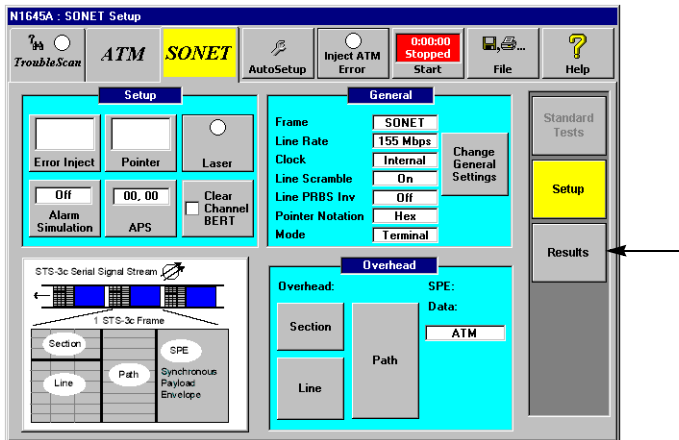 N1645A : SONET Setup
?
TroubleScan
ATM
SONET
AutoSetup
Inject ATM
Error
0:00:00
Stopped
Start
...
File
?
Help
Setup
Error Inject
Pointer
Laser
Off
Alarm
Simulation
00, 00
APS
Clear
Channel
BERT
General
Frame SONET
Line Rate 155 Mbps
Clock Internal
Line Scramble On
Line PRBS Inv Off
Pointer Notation Hex
Mode Terminal
Change
General
Settings
Standard
Tests
Setup
Results
STS-3c Serial Signal Stream
1 STS-3c Frame
Section
Line
Path
SPE
Synchronous
Payload
Envelope
Overhead
Overhead:
Section
Line
Path
SPE:
Data:
ATM